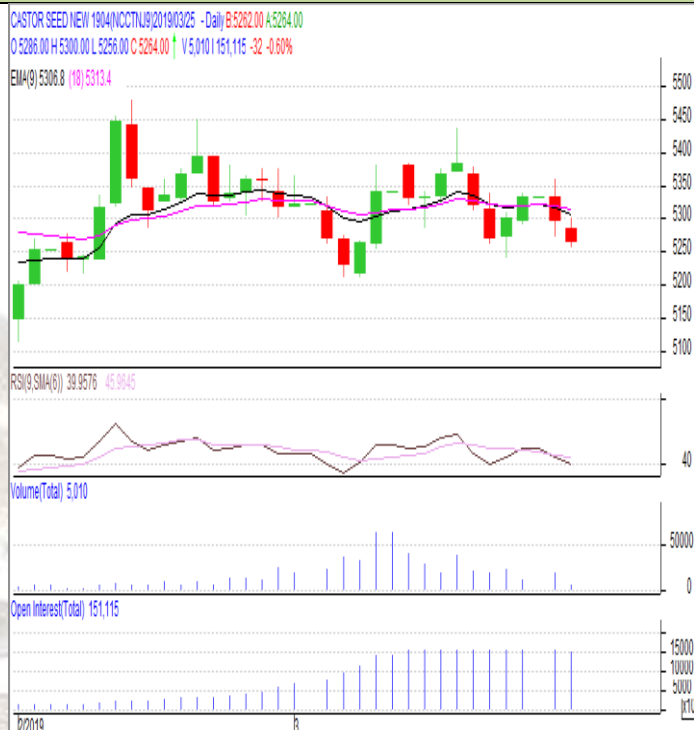 CASTOR SEED NEW 1904(NCCTNJ9)2019/03/25 - Daily B:5262.00 A:5264.00
O 5286.00 H 5300.00 L 5256.00 C 5264.00 V 5,010 I 151,115 -32 -0.60%
EMA(9) 5306.8 (18) 5313.4
5500
5450
5400
5350
5300
5250
5200
5150
5100
RSI(9,SMA(6)) 39.9576 45.9645
40
Volume(Total) 5,010
50000
0
Open Interest(Total) 151,115
15000
10000
5000
2/2019 3